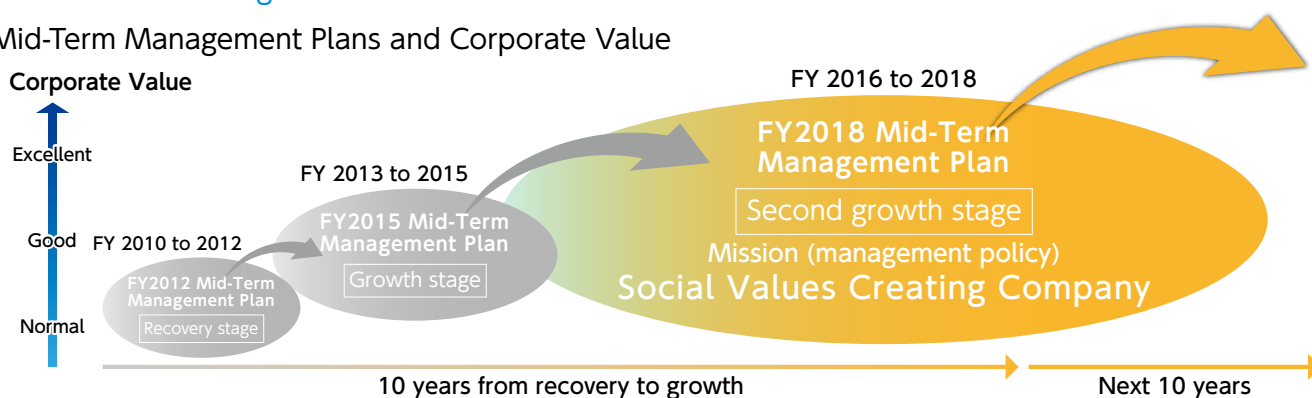 Mid-Term Management Plans and Corporate Value
Corporate Value
Excellent
Good
Normal
FY 2010 to 2012
FY2012 Mid-Term
Management Plan
Recovery stage
FY 2013 to 2015
FY2015 Mid-Term
Management Plan
Growth stage
FY 2016 to 2018
FY2018 Mid-Term
Management Plan
Second growth stage
Mission (management policy)
Social Values Creating Company
10 years from recovery to growth
Next 10 years